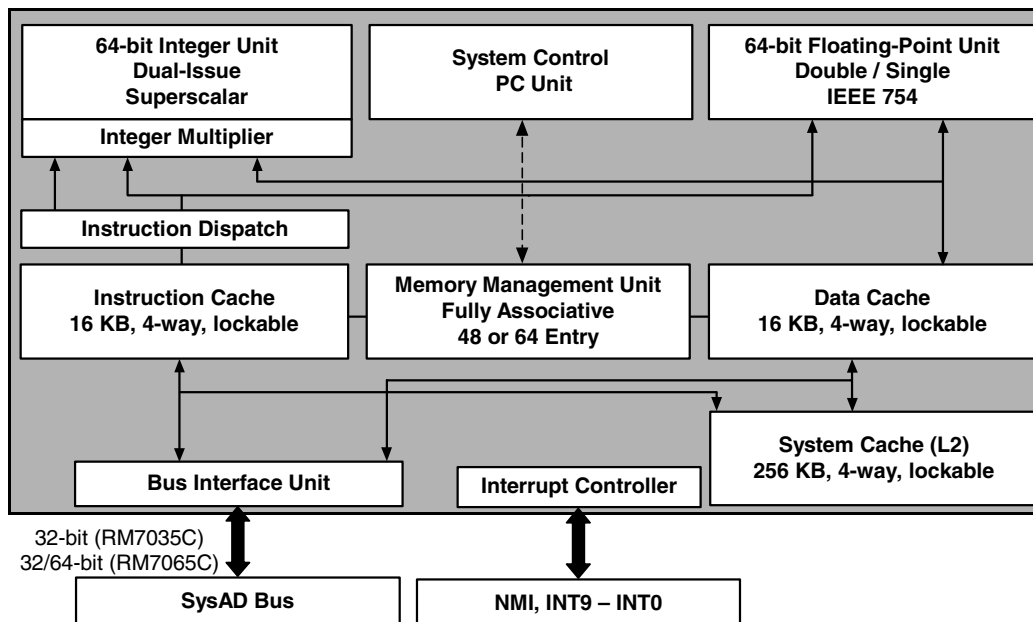 64-bit Integer Unit
Dual-Issue
Superscalar
Integer Multiplier
System Control
PC Unit
64-bit Floating-Point Unit
Double / Single
IEEE 754
Instruction Dispatch
Instruction Cache
16 KB, 4-way, lockable
Memory Management Unit
Fully Associative
48 or 64 Entry
Data Cache
16 KB, 4-way, lockable
System Cache (L2)
256 KB, 4-way, lockable
Bus Interface Unit
Interrupt Controller
32-bit (RM7035C)
32/64-bit (RM7065C)
SysAD Bus
NMI, INT9 – INT0